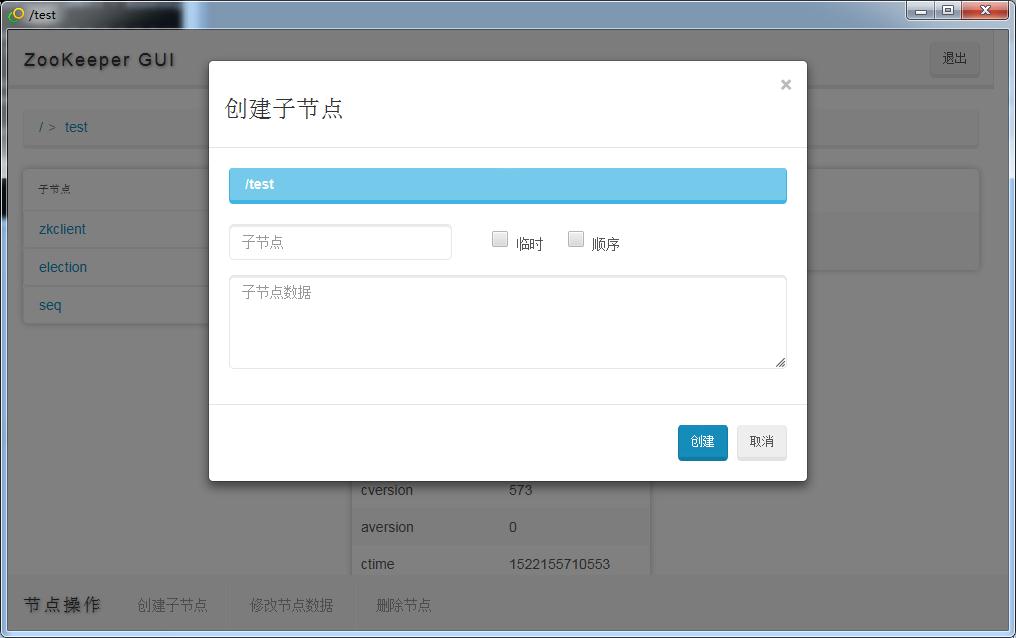 /test
ZooKeeper GUI
退出
/ > test
子节点
zkclient
election
seq
创建子节点
×
/test
子节点
临时
顺序
子节点数据
创建
取消
cversion 573
aversion 0
ctime 1522155710553
节点操作 创建子节点 修改节点数据 删除节点